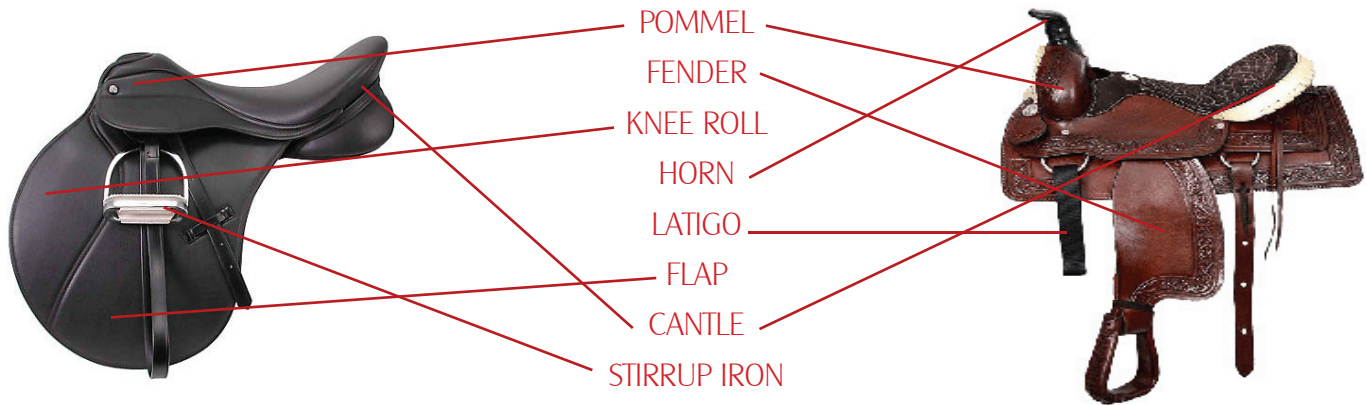 POMMEL
FENDER
KNEE ROLL
HORN
LATIGO
FLAP
CANTLE
STIRRUP IRON